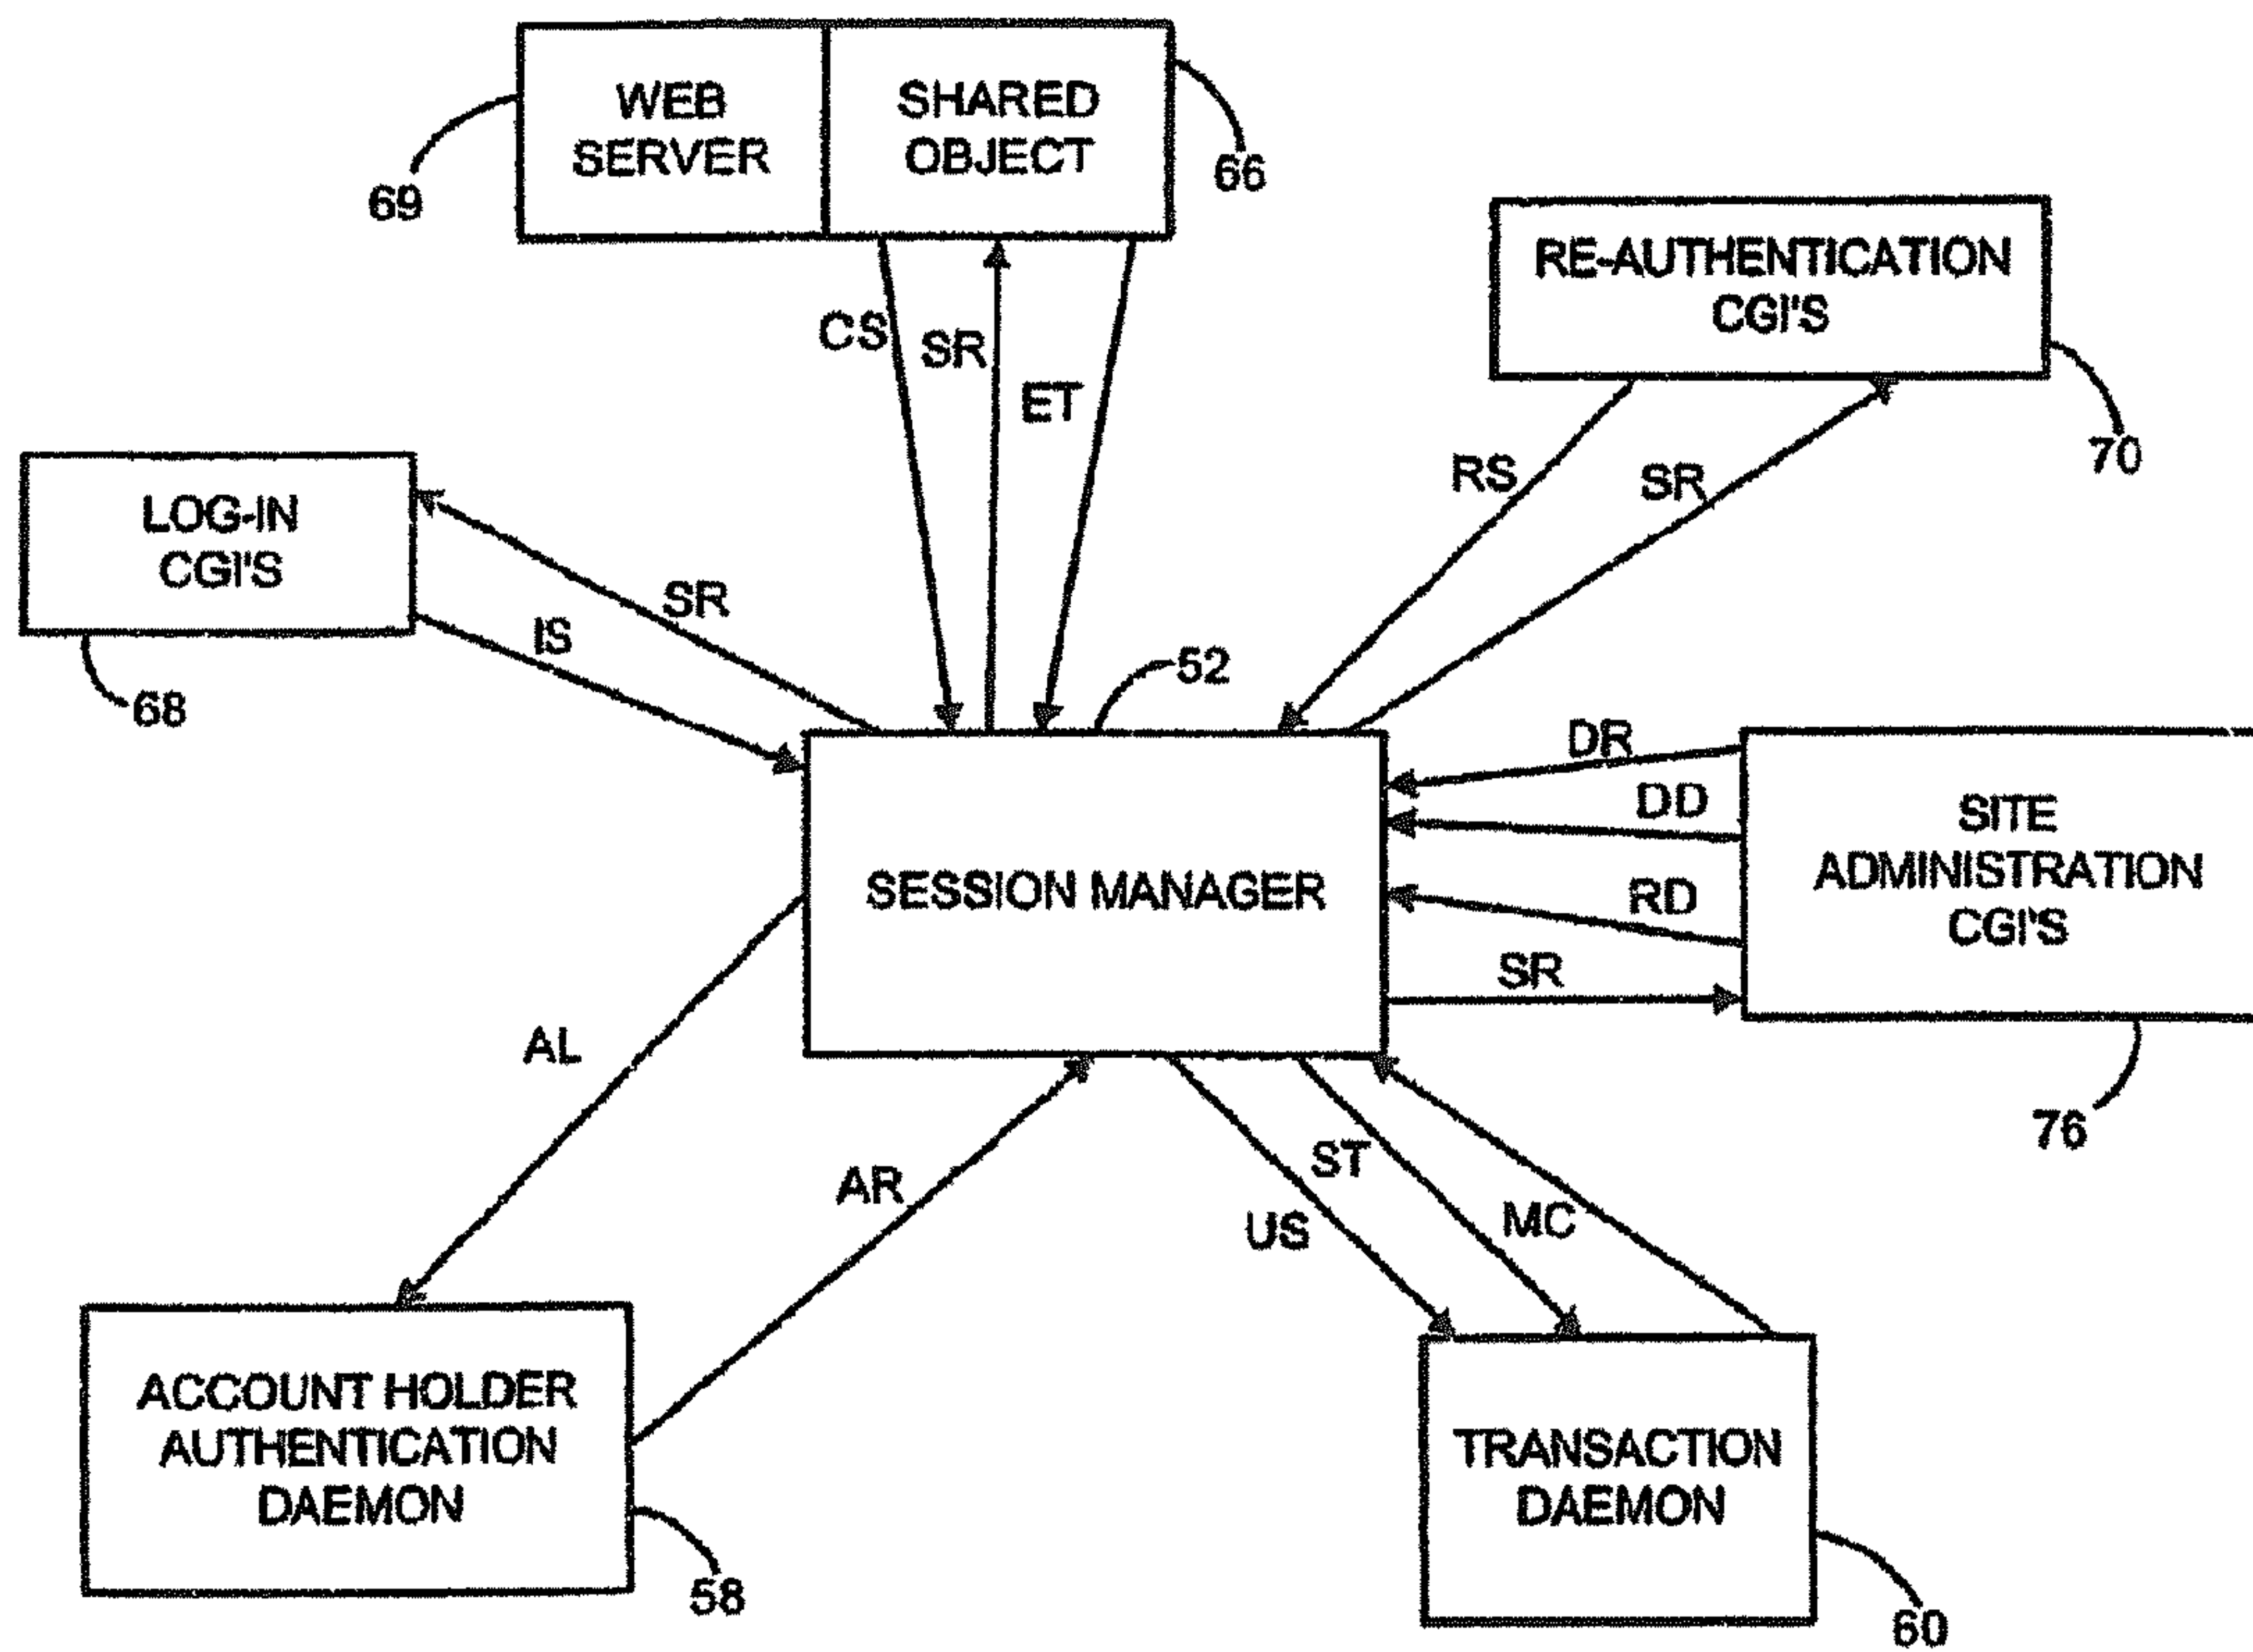 WEB
SERVER
SHARED
OBJECT
69
66
RE-AUTHENTICATION
CGI'S
70
CS
SR
ET
RS
SR
LOG-IN
CGI'S
68
SR
IS
52
SESSION MANAGER
DR
DD
RD
SR
SITE
ADMINISTRATION
CGI'S
76
AL
AR
US
ST
MC
ACCOUNT HOLDER
AUTHENTICATION
DAEMON
58
TRANSACTION
DAEMON
60